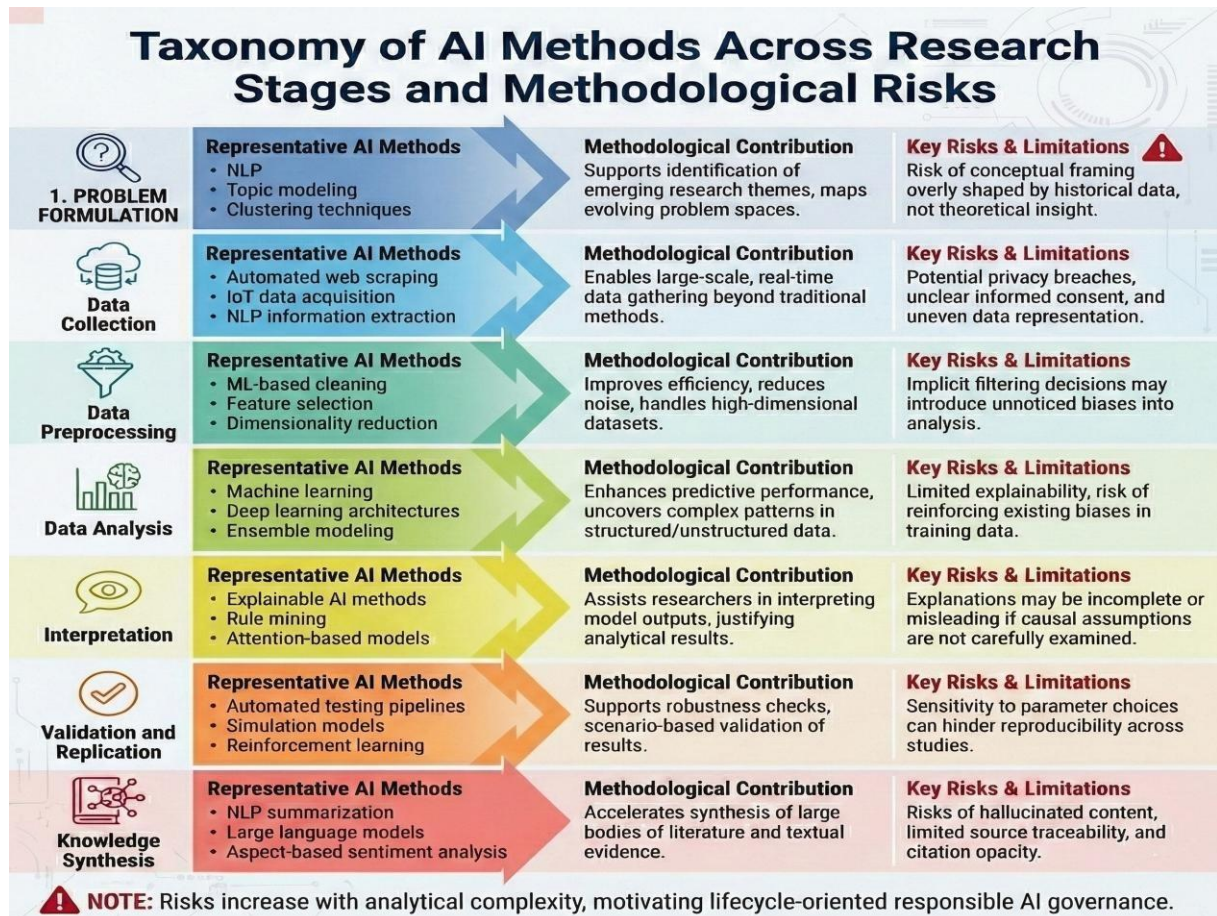 Taxonomy of AI Methods Across Research
Stages and Methodological Risks
1. PROBLEM
FORMULATION
Representative AI Methods
• NLP
• Topic modeling
• Clustering techniques
Methodological Contribution
Supports identification of
emerging research themes, maps
evolving problem spaces.
Key Risks & Limitations
Risk of conceptual framing
overly shaped by historical data,
not theoretical insight.
Data
Collection
Representative AI Methods
• Automated web scraping
• IoT data acquisition
• NLP information extraction
Methodological Contribution
Enables large-scale, real-time
data gathering beyond traditional
methods.
Key Risks & Limitations
Potential privacy breaches,
unclear informed consent, and
uneven data representation.
Data
Preprocessing
Representative AI Methods
• ML-based cleaning
• Feature selection
• Dimensionality reduction
Methodological Contribution
Improves efficiency, reduces
noise, handles high-dimensional
datasets.
Key Risks & Limitations
Implicit filtering decisions may
introduce unnoticed biases into
analysis.
Data Analysis
Representative AI Methods
• Machine learning
• Deep learning architectures
• Ensemble modeling
Methodological Contribution
Enhances predictive performance,
uncovers complex patterns in
structured/unstructured data.
Key Risks & Limitations
Limited explainability, risk of
reinforcing existing biases in
training data.
Interpretation
Representative AI Methods
• Explainable AI methods
• Rule mining
• Attention-based models
Methodological Contribution
Assists researchers in interpreting
model outputs, justifying
analytical results.
Key Risks & Limitations
Explanations may be incomplete or
misleading if causal assumptions
are not carefully examined.
Validation and
Replication
Representative AI Methods
• Automated testing pipelines
• Simulation models
• Reinforcement learning
Methodological Contribution
Supports robustness checks,
scenario-based validation of
results.
Key Risks & Limitations
Sensitivity to parameter choices
can hinder reproducibility across
studies.
Knowledge
Synthesis
Representative AI Methods
• NLP summarization
• Large language models
• Aspect-based sentiment analysis
Methodological Contribution
Accelerates synthesis of large
bodies of literature and textual
evidence.
Key Risks & Limitations
Risks of hallucinated content,
limited source traceability, and
citation opacity.
NOTE: Risks increase with analytical complexity, motivating lifecycle-oriented responsible AI governance.